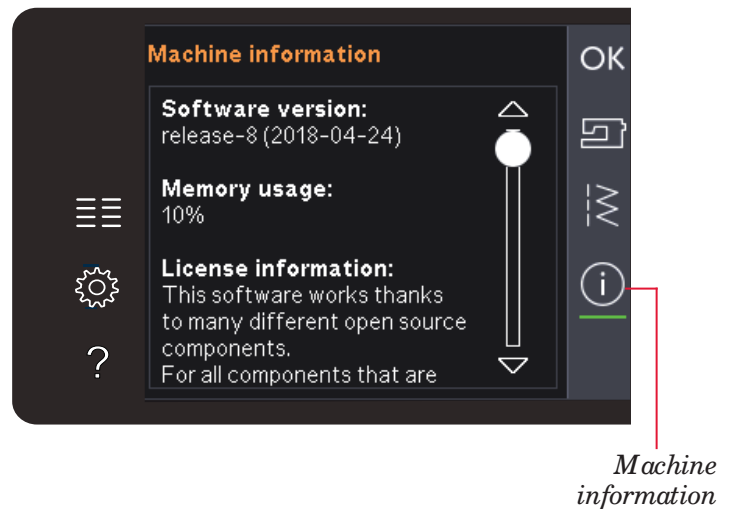 Machine information
OK
Software version:
release-8 (2018-04-24)
Memory usage:
10%
License information:
This software works thanks
to many different open source
components.
For all components that are
?
i
Machine
information